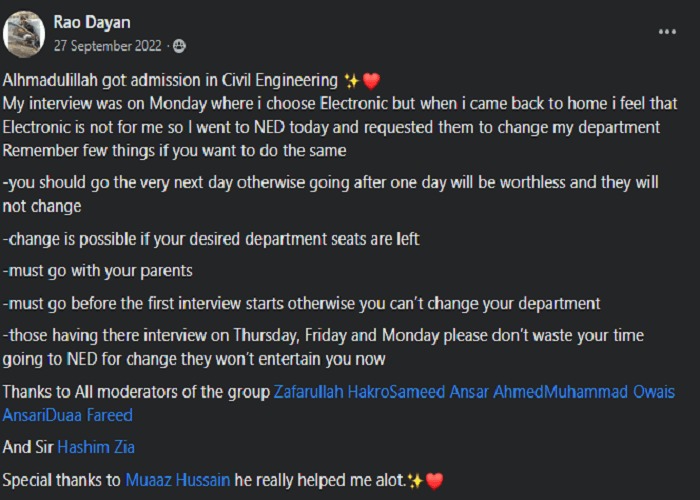 Rao Dayan
27 September 2022 ·
Alhmadulillah got admission in Civil Engineering ✨❤️
My interview was on Monday where i choose Electronic but when i came back to home i feel that
Electronic is not for me so I went to NED today and requested them to change my department
Remember few things if you want to do the same
-you should go the very next day otherwise going after one day will be worthless and they will
not change
-change is possible if your desired department seats are left
-must go with your parents
-must go before the first interview starts otherwise you can't change your department
-those having there interview on Thursday, Friday and Monday please don't waste your time
going to NED for change they won't entertain you now
Thanks to All moderators of the group Zafarullah HakroSameed Ansar AhmedMuhammad Owais
AnsariDuaa Fareed
And Sir Hashim Zia
Special thanks to Muaaz Hussain he really helped me alot.✨❤️